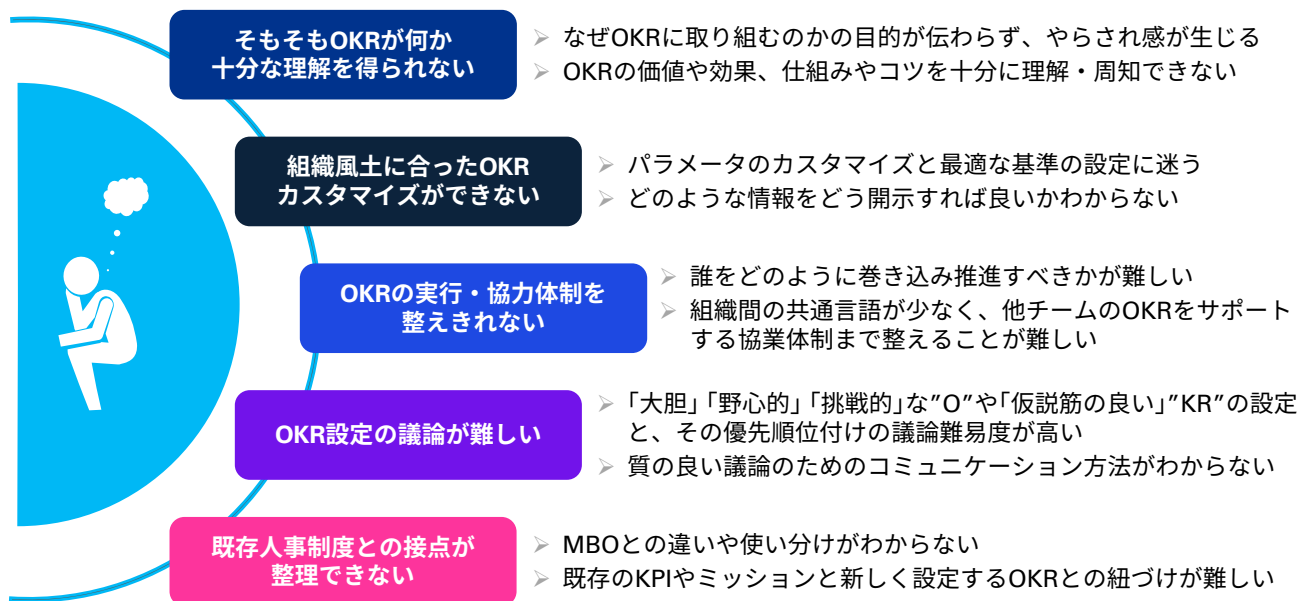 そもそもOKRが何か
十分な理解を得られない
➢ なぜOKRに取り組むのかの目的が伝わらず、やらされ感が生じる
➢ OKRの価値や効果、仕組みやコツを十分に理解・周知できない
組織風土に合ったOKR
カスタマイズができない
➢ パラメータのカスタマイズと最適な基準の設定に迷う
➢ どのような情報をどう開示すれば良いかわからない
OKRの実行・協力体制を
整えきれない
➢ 誰をどのように巻き込み推進すべきかが難しい
➢ 組織間の共通言語が少なく、他チームのOKRをサポート
する協業体制まで整えることが難しい
OKR設定の議論が難しい
➢ 「大胆」「野心的」「挑戦的」な”O”や「仮説筋の良い」”KR”の設定
と、その優先順位付けの議論難易度が高い
➢ 質の良い議論のためのコミュニケーション方法がわからない
既存人事制度との接点が
整理できない
➢ MBOとの違いや使い分けがわからない
➢ 既存のKPIやミッションと新しく設定するOKRとの紐づけが難しい